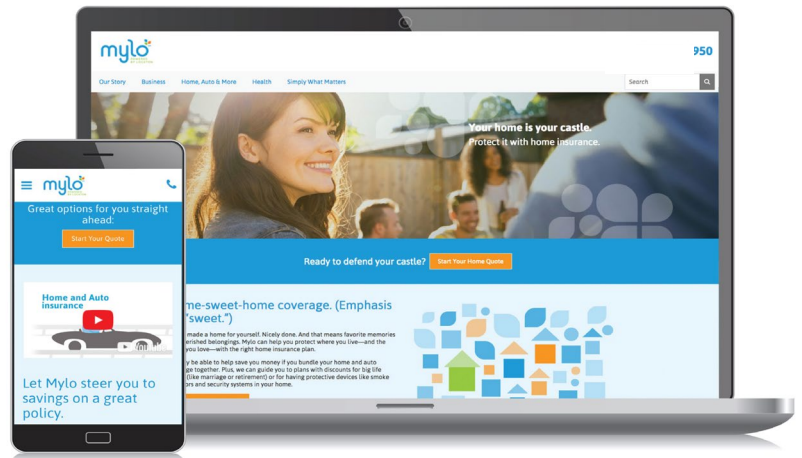 mylo
950
Our Story Business Home, Auto & More Health Simply What Matters
Search
Your home is your castle.
Protect it with home insurance.
Ready to defend your castle? Start Your Home Quote
me-sweet-home coverage. (Emphasis
"sweet.")
made a home for yourself. Nicely done. And that means favorite memories
erished belongings. Mylo can help you protect where you live—and the
you love—with the right home insurance plan.
y be able to help save you money if you bundle your home and auto
ge together. Plus, we can guide you to plans with discounts for big life
(like marriage or retirement) or for having protective devices like smoke
ors and security systems in your home.
mylo
Great options for you straight
ahead:
Start Your Quote
Home and Auto
insurance
YouTube
Let Mylo steer you to
savings on a great
policy.